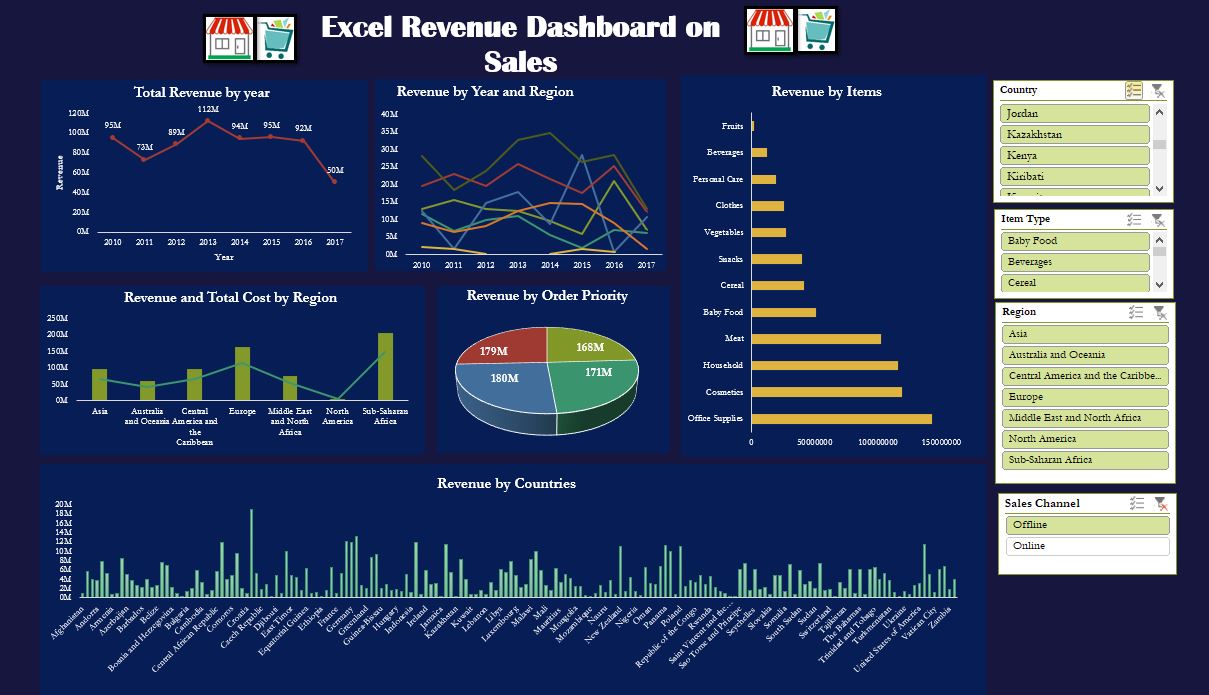 Excel Revenue Dashboard on
Sales
Total Revenue by year
120M
100M
80M
60M
40M
20M
0M
Revenue
95M
73M
89M
112M
94M
95M
92M
50M
2010 2011 2012 2013 2014 2015 2016 2017
Year
Revenue by Year and Region
40M
35M
30M
25M
20M
15M
10M
5M
0M
2010 2011 2012 2013 2014 2015 2016 2017
Revenue by Items
Fruits
Beverages
Personal Care
Clothes
Vegetables
Snacks
Cereal
Baby Food
Meat
Household
Cosmetics
Office Supplies
0 50000000 100000000 150000000
Country
Jordan
Kazakhstan
Kenya
Kiribati
Item Type
Baby Food
Beverages
Cereal
Region
Asia
Australia and Oceania
Central America and the Caribbe...
Europe
Middle East and North Africa
North America
Sub-Saharan Africa
Sales Channel
Offline
Online
Revenue and Total Cost by Region
250M
200M
150M
100M
50M
0M
Asia
Australia
and Oceania
Central
America and
the
Caribbean
Europe
Middle East
and North
Africa
North
America
Sub-Saharan
Africa
Revenue by Order Priority
179M
168M
180M
171M
Revenue by Countries
20M
18M
16M
14M
12M
10M
8M
6M
4M
2M
0M
Afghanistan
Andorra
Armenia
Azerbaijan
Barbados
Belize
Bosnia and Herzegovina
Bulgaria
Cambodia
Central African Republic
Comoros
Croatia
Czech Republic
Djibouti
East Timor
Equatorial Guinea
Ethiopia
France
Germany
Greenland
Guinea-Bissau
Hungary
Indonesia
Ireland
Jamaica
Kazakhstan
Kuwait
Lebanon
Libya
Luxembourg
Malawi
Mali
Mauritius
Mongolia
Mozambique
Nauru
New Zealand
Nigeria
Oman
Panama
Poland
Republic of the Congo
Rwanda
Saint Vincent and the...
Sao Tome and Principe
Seychelles
Slovakia
Somalia
South Sudan
Sudan
Switzerland
Tajikistan
The Bahamas
Trinidad and Tobago
Turkmenistan
Ukraine
United States of America
Vatican City
Zambia